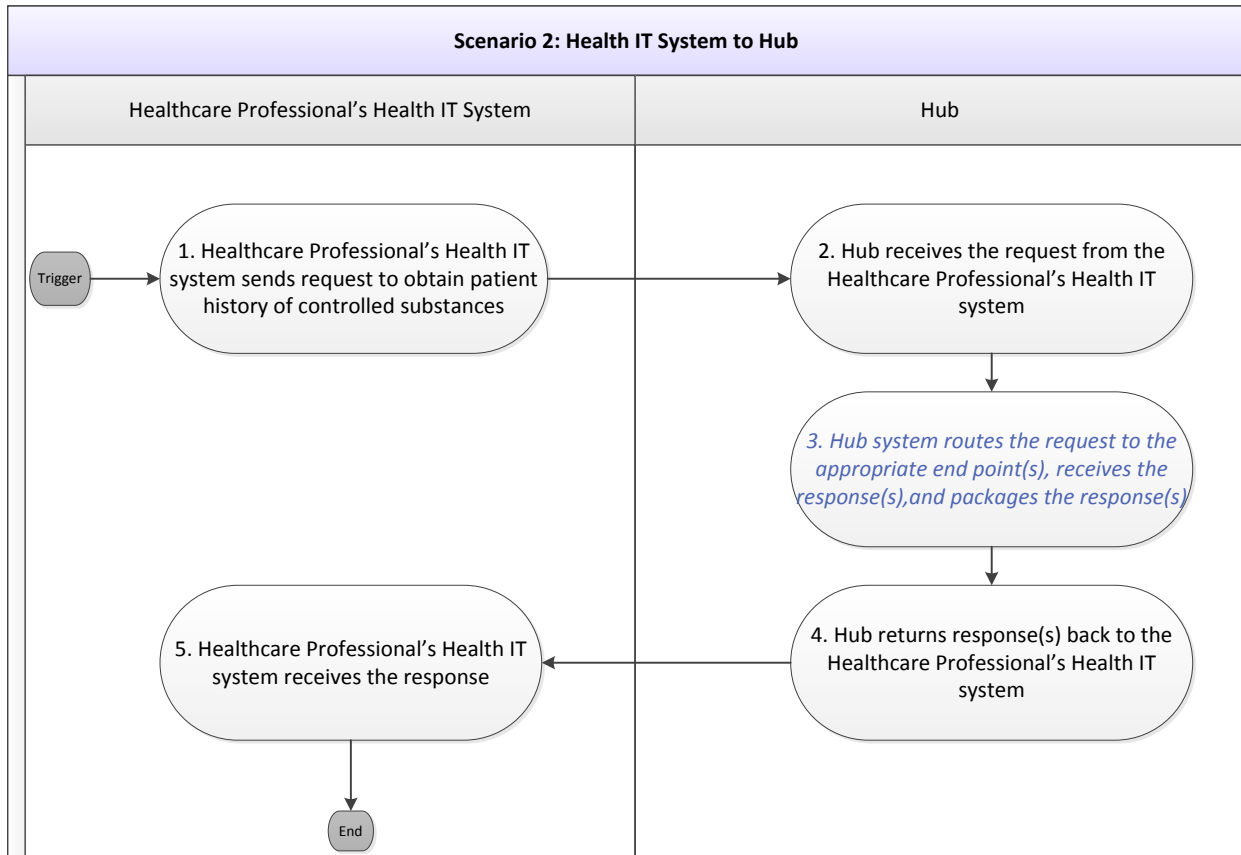 Scenario 2: Health IT System to Hub
Healthcare Professional’s Health IT System
Hub
Trigger
1. Healthcare Professional’s Health IT
system sends request to obtain patient
history of controlled substances
2. Hub receives the request from the
Healthcare Professional’s Health IT
system
3. Hub system routes the request to the
appropriate end point(s), receives the
response(s),and packages the response(s)
4. Hub returns response(s) back to the
Healthcare Professional’s Health IT
system
5. Healthcare Professional’s Health IT
system receives the response
End